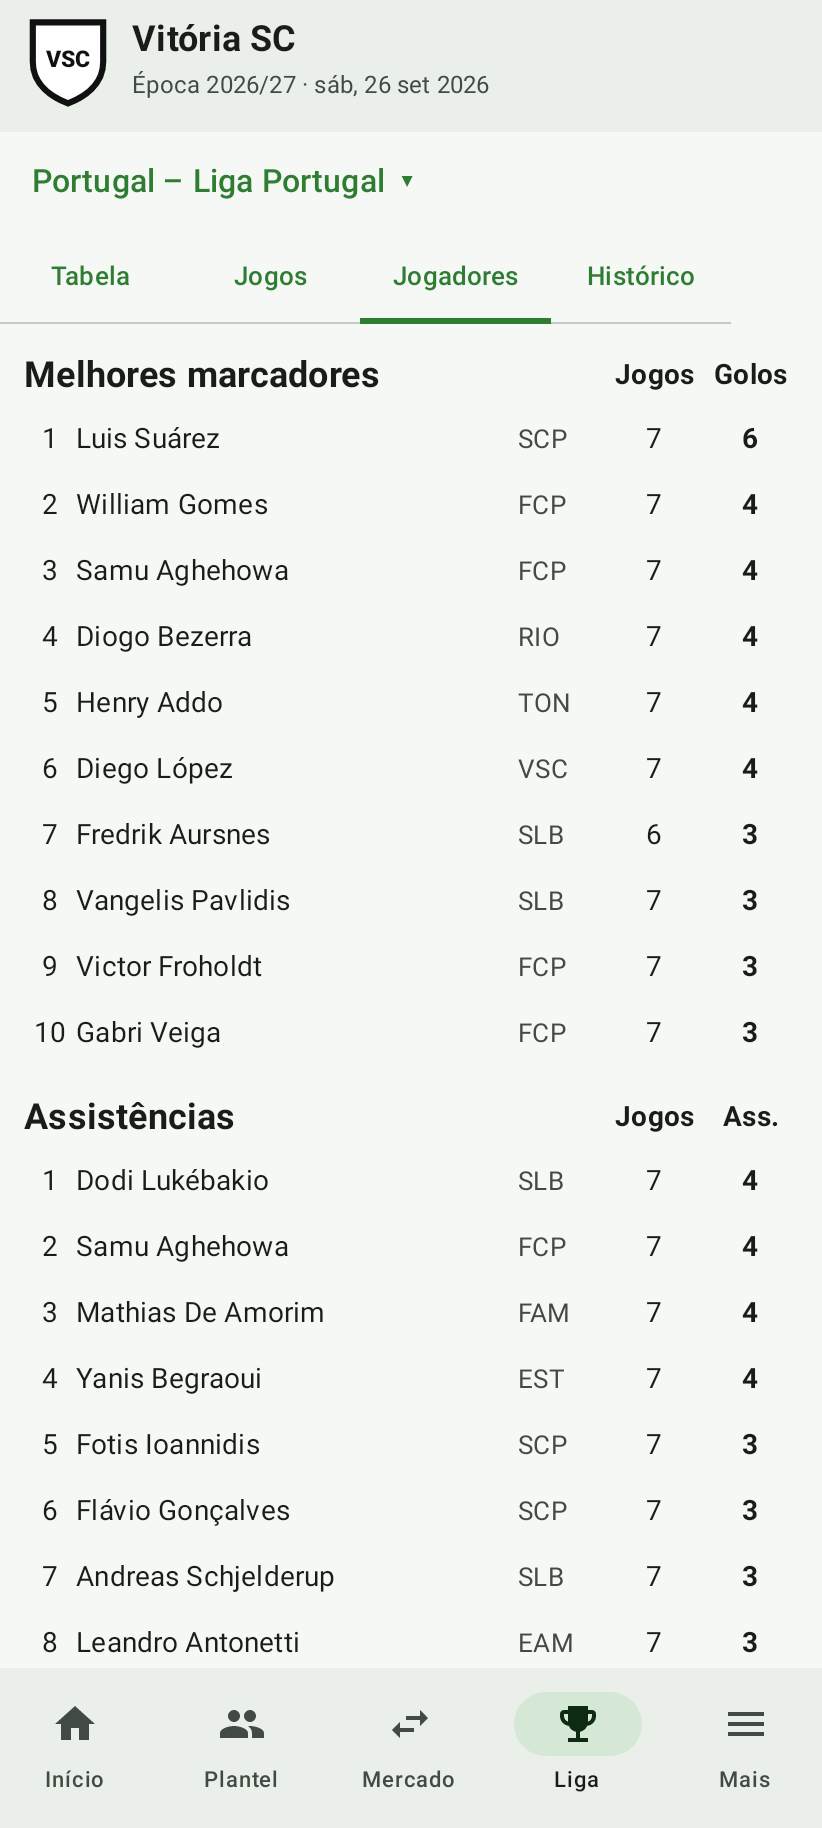 VSC
Vitória SC
Época 2026/27 · sáb, 26 set 2026
Portugal – Liga Portugal ▼
Tabela Jogos Jogadores Histórico
Melhores marcadores Jogos Golos
1 Luis Suárez SCP 7 6
2 William Gomes FCP 7 4
3 Samu Aghehowa FCP 7 4
4 Diogo Bezerra RIO 7 4
5 Henry Addo TON 7 4
6 Diego López VSC 7 4
7 Fredrik Aursnes SLB 6 3
8 Vangelis Pavlidis SLB 7 3
9 Victor Froholdt FCP 7 3
10 Gabri Veiga FCP 7 3
Assistências Jogos Ass.
1 Dodi Lukébakio SLB 7 4
2 Samu Aghehowa FCP 7 4
3 Mathias De Amorim FAM 7 4
4 Yanis Begraoui EST 7 4
5 Fotis Ioannidis SCP 7 3
6 Flávio Gonçalves SCP 7 3
7 Andreas Schjelderup SLB 7 3
8 Leandro Antonetti EAM 7 3
Início Plantel Mercado Liga Mais